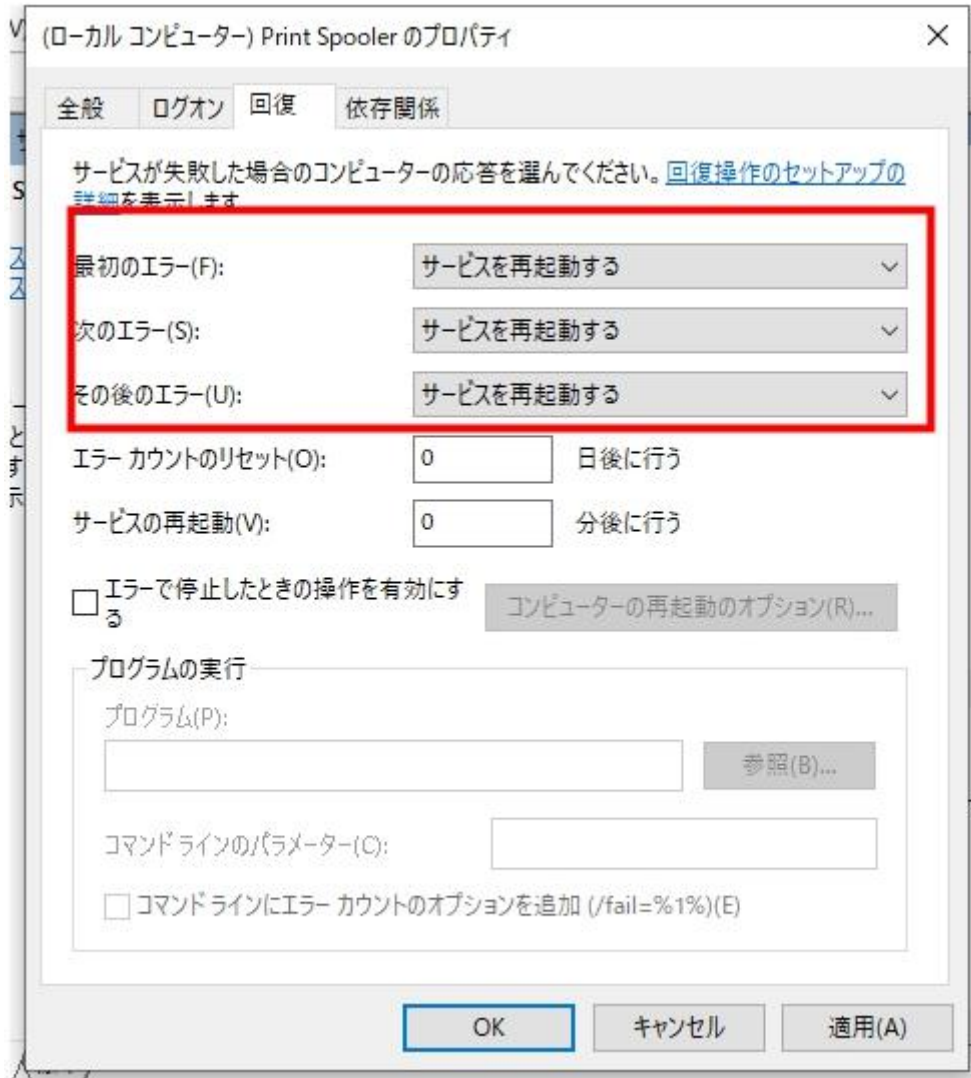 (ローカル コンピューター) Print Spooler のプロパティ
全般 ログオン 回復 依存関係
サービスが失敗した場合のコンピューターの応答を選んでください。回復操作のセットアップの
詳細を表示します
最初のエラー(F): サービスを再起動する
次のエラー(S): サービスを再起動する
その後のエラー(U): サービスを再起動する
エラー カウントのリセット(O): 0 日後に行う
サービスの再起動(V): 0 分後に行う
エラーで停止したときの操作を有効にす
る
コンピューターの再起動のオプション(R)...
プログラムの実行
プログラム(P):
参照(B)...
コマンド ラインのパラメーター(C):
コマンド ラインにエラー カウントのオプションを追加 (/fail=%1%)(E)
OK キャンセル 適用(A)